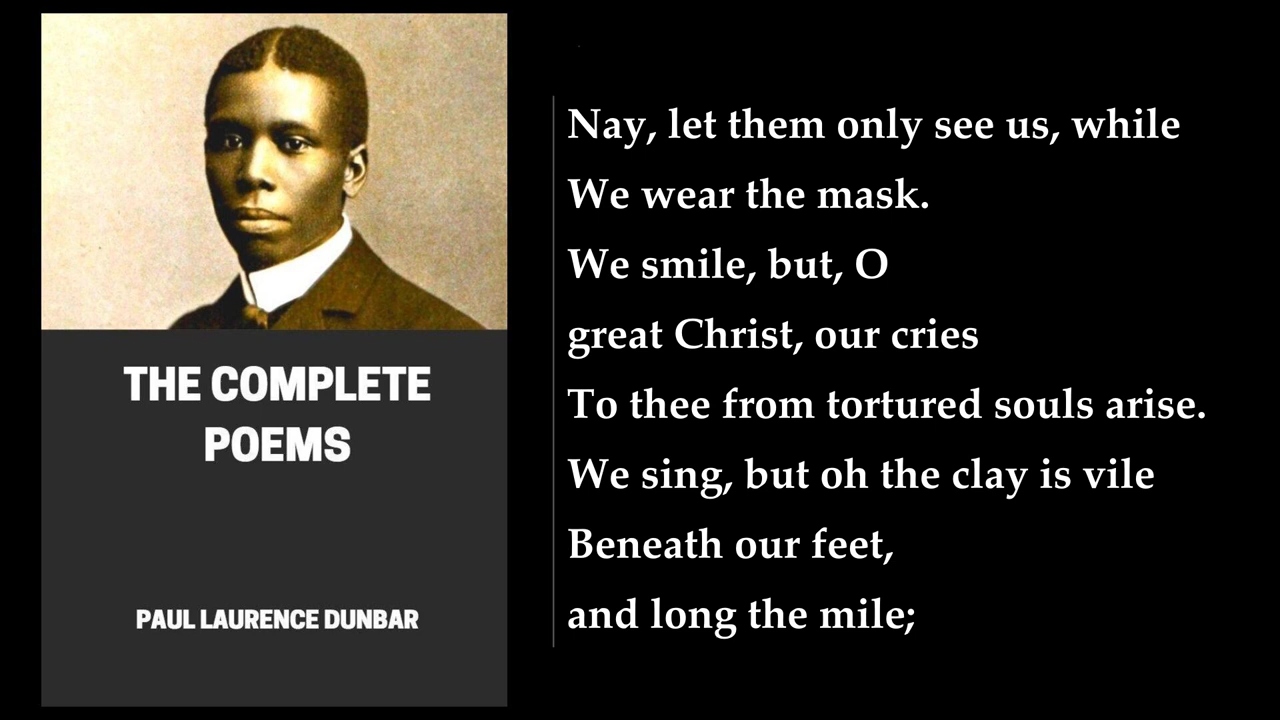 THE COMPLETE
POEMS
PAUL LAURENCE DUNBAR
Nay, let them only see us, while
We wear the mask.
We smile, but, O
great Christ, our cries
To thee from tortured souls arise.
We sing, but oh the clay is vile
Beneath our feet,
and long the mile;